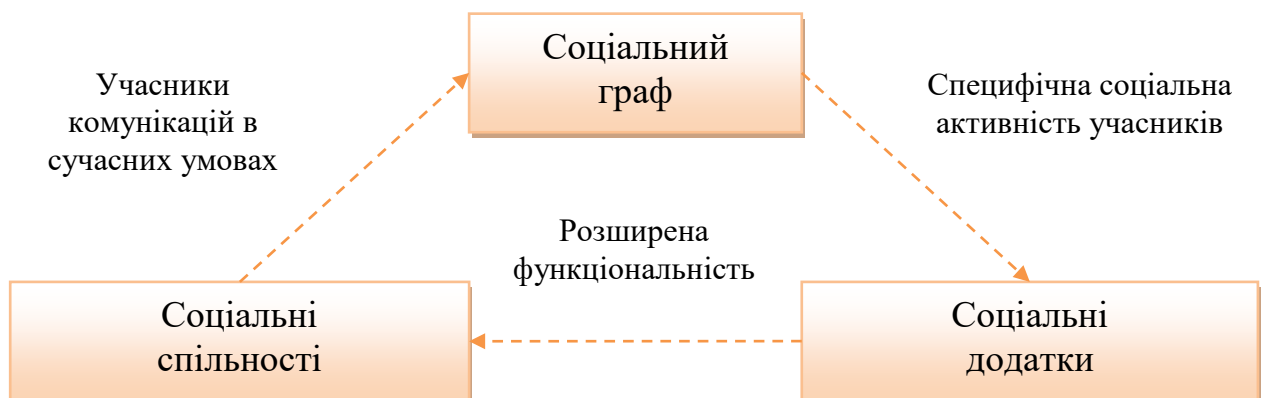 Соціальний
граф
Учасники
комунікацій в
сучасних умовах
Специфічна соціальна
активність учасників
Розширена
функціональність
Соціальні
спільності
Соціальні
додатки